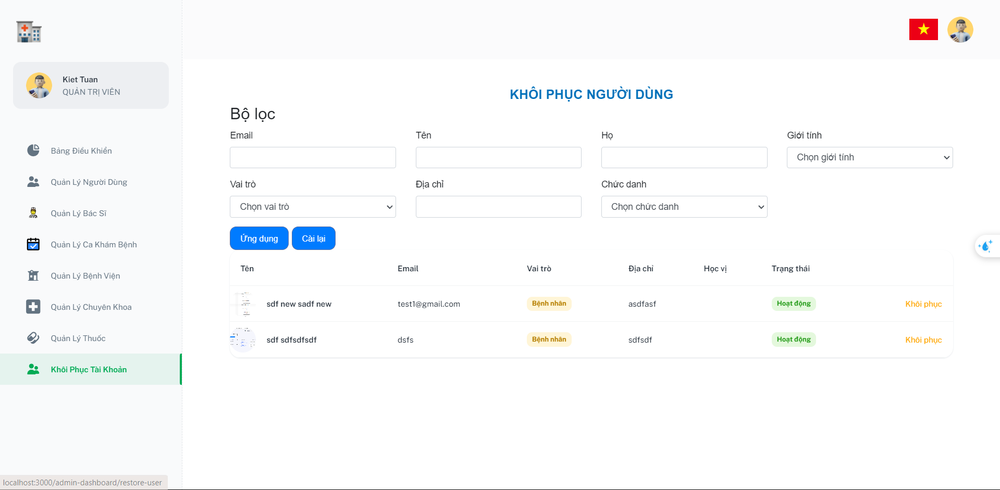 Kiet Tuan
QUẢN TRỊ VIÊN
Bảng Điều Khiển
Quản Lý Người Dùng
Quản Lý Bác Sĩ
Quản Lý Ca Khám Bệnh
Quản Lý Bệnh Viện
Quản Lý Chuyên Khoa
Quản Lý Thuốc
Khôi Phục Tài Khoản
KHÔI PHỤC NGƯỜI DÙNG
Bộ lọc
Email Tên Họ Giới tính
Chọn giới tính
Vai trò Địa chỉ Chức danh
Chọn vai trò Chọn chức danh
Ứng dụng Cài lại
Tên Email Vai trò Địa chỉ Học vị Trạng thái
sdf new sadf new test1@gmail.com Bệnh nhân asdfasf Hoạt động Khôi phục
sdf sdfsdfsdf dsfs Bệnh nhân sdfsdf Hoạt động Khôi phục
localhost:3000/admin-dashboard/restore-user